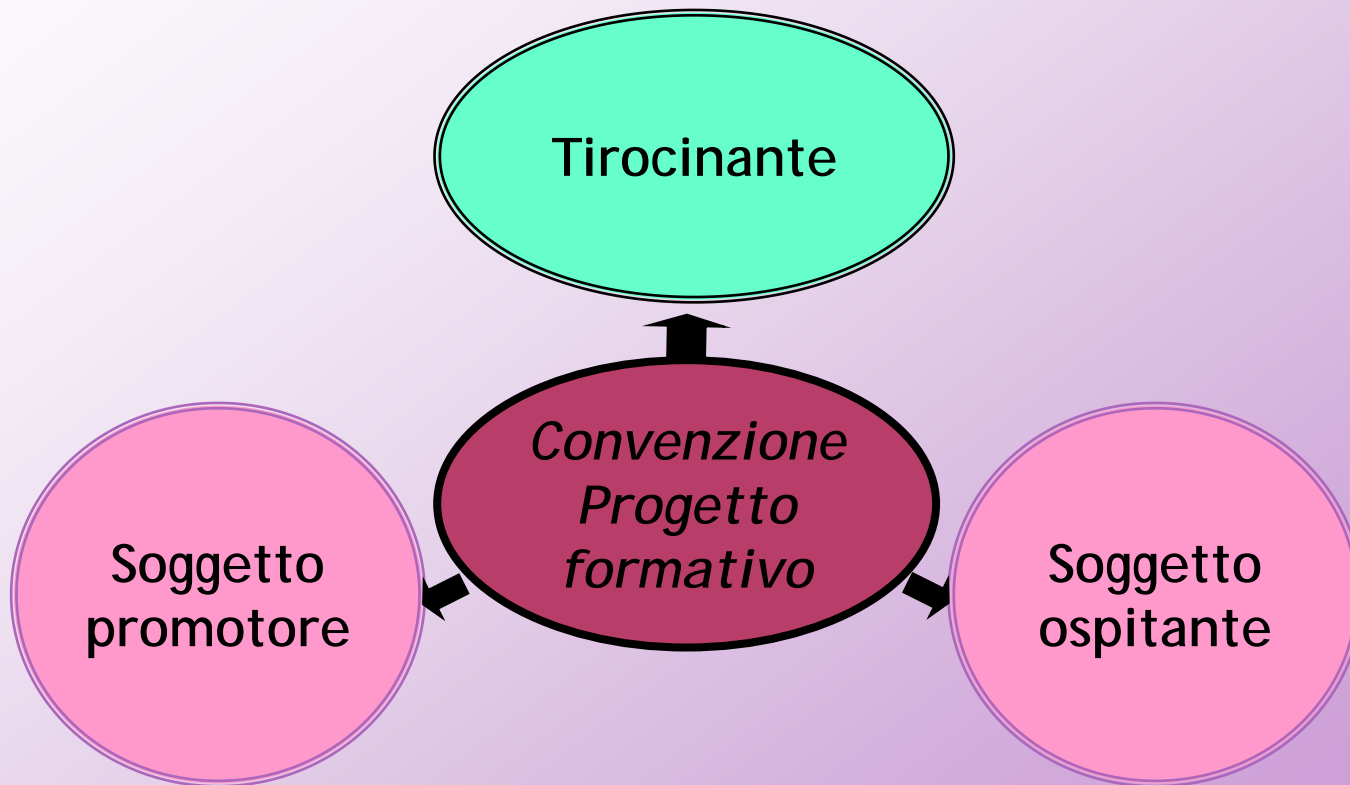 Tirocinante
Convenzione
Progetto
formativo
Soggetto
promotore
Soggetto
ospitante